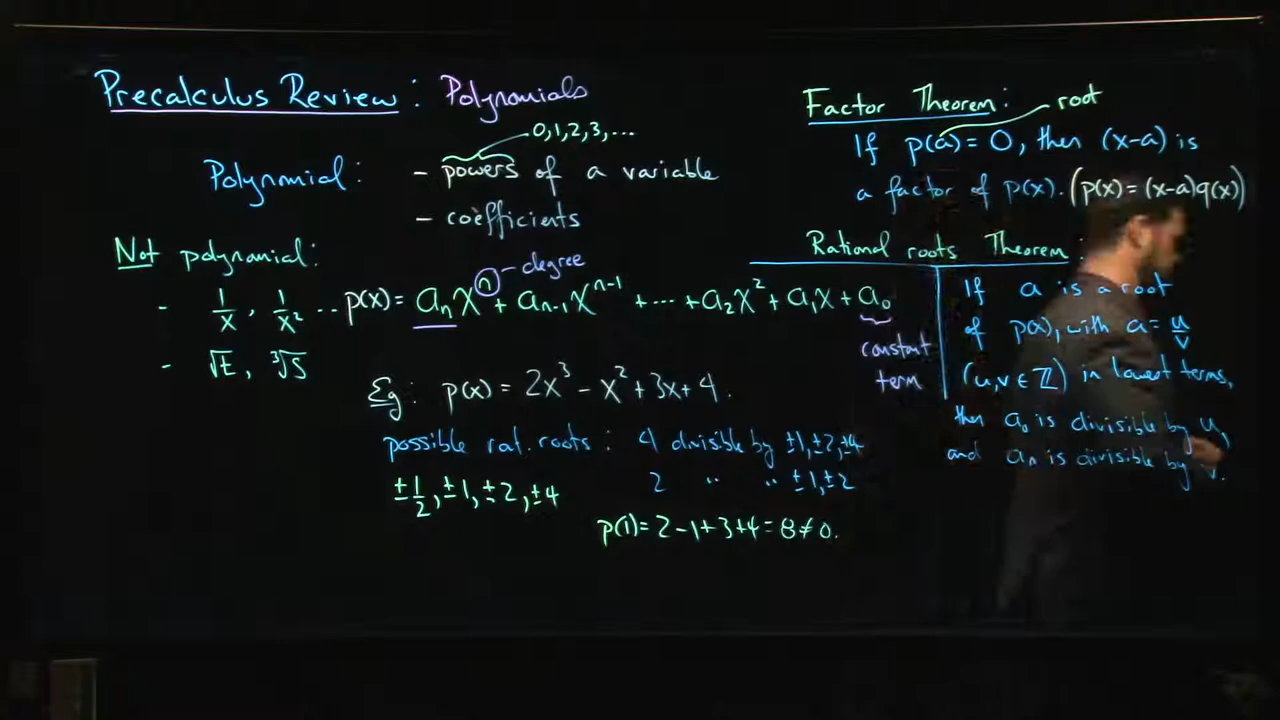 Precalculus Review: Polynomials
0,1,2,3,...
Polynomial: - powers of a variable
- coefficients
Not polynomial:
- 1/x, 1/x² ...
- √t, ³√s
degree
p(x) = aₙxⁿ + aₙ₋₁xⁿ⁻¹ + ... + a₂x² + a₁x + a₀
constant
term
Eg: p(x) = 2x³ - x² + 3x + 4.
possible rat. roots: 4 divisible by ±1,±2,±4
2 " " ±1,±2
±1/2, ±1, ±2, ±4
p(1) = 2-1+3+4 = 8 ≠ 0.
Factor Theorem: root
If p(a) = 0, then (x-a) is
a factor of p(x). (p(x) = (x-a)q(x))
Rational roots Theorem:
If a is a root
of p(x), with a = u/v
(u,v ∈ ℤ) in lowest terms,
then a₀ is divisible by u,
and aₙ is divisible by v.